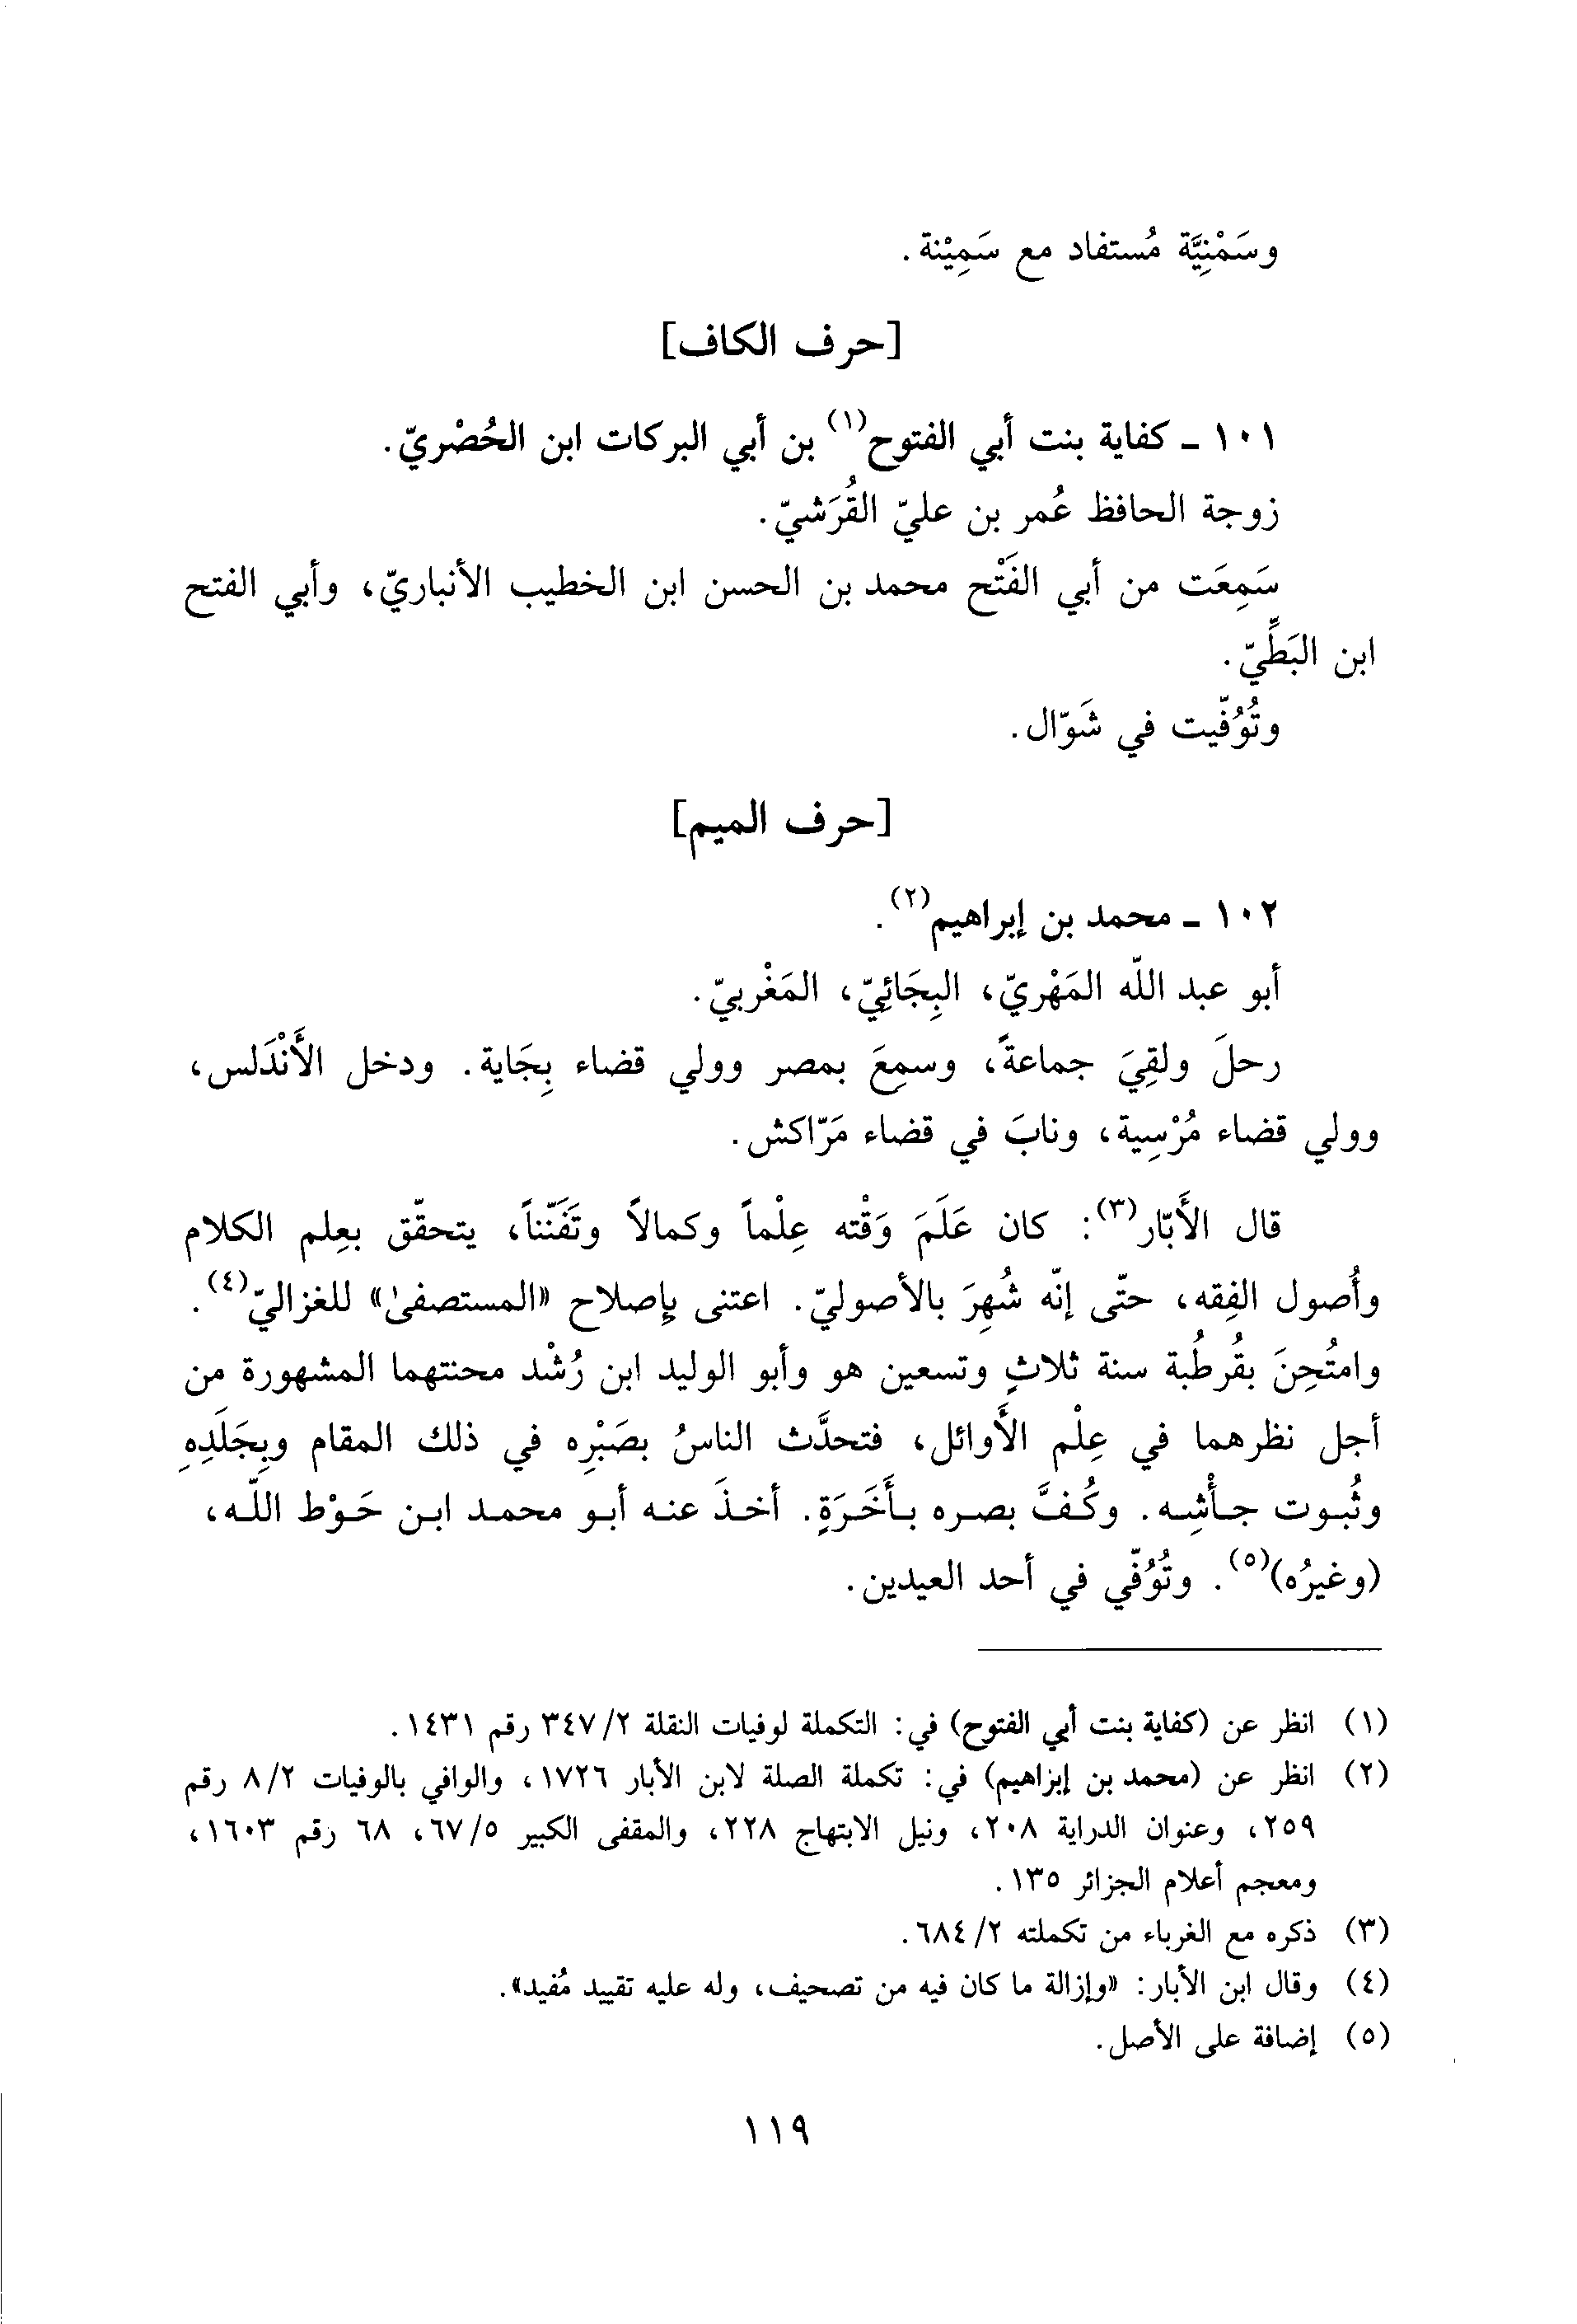 وسَمْنِيَّة مُستفاد مع سَمِيْنة.
[حرف الكاف]
١٠١ ـ كفاية بنت أبي الفتوح(١) بن أبي البركات ابن الحُصْريّ.
زوجة الحافظ عُمر بن عليّ القُرَشيّ.
سَمِعَت من أبي الفَتْح محمد بن الحسن ابن الخطيب الأنباريّ، وأبي الفتح
ابن البَطِّيّ.
وتُوُفّيت في شَوّال.
[حرف الميم]
١٠٢ ـ محمد بن إبراهيم(٢).
أبو عبد اللّه المَهْريّ، البِجَائِيّ، المَغْربيّ.
رحلَ ولقِيَ جماعةً، وسمِعَ بمصر وولي قضاء بِجَاية. ودخل الأَنْدَلس،
وولي قضاء مُرْسِية، ونابَ في قضاء مَرّاكش.
قال الأَبّار(٣): كان عَلَمَ وَقْته عِلْماً وكمالاً وتَفَنّناً، يتحقّق بعِلم الكلام
وأُصول الفِقه، حتّى إنّه شُهِرَ بالأصوليّ. اعتنى بإصلاح «المستصفىٰ» للغزاليّ(٤).
وامتُحِنَ بقُرطُبة سنة ثلاثٍ وتسعين هو وأبو الوليد ابن رُشْد محنتهما المشهورة من
أجل نظرهما في عِلْم الأَوائل، فتحدَّث الناسُ بصَبْرِه في ذلك المقام وبِجَلَدِهِ
وثُبوت جأْشِه. وكُفَّ بصره بأَخَرَةٍ. أخذَ عنه أبو محمد ابن حَوْط اللّه،
(وغيرُه)(٥). وتُوُفّي في أحد العيدين.
(١) انظر عن (كفاية بنت أبي الفتوح) في: التكملة لوفيات النقلة ٢/ ٣٤٧ رقم ١٤٣١.
(٢) انظر عن (محمد بن إبراهيم) في: تكملة الصلة لابن الأبار ١٧٢٦، والوافي بالوفيات ٢/ ٨ رقم
٢٥٩، وعنوان الدراية ٢٠٨، ونيل الابتهاج ٢٢٨، والمقفى الكبير ٥/ ٦٧، ٦٨ رقم ١٦٠٣،
ومعجم أعلام الجزائر ١٣٥.
(٣) ذكره مع الغرباء من تكملته ٢/ ٦٨٤.
(٤) وقال ابن الأبار: «وإزالة ما كان فيه من تصحيف، وله عليه تقييد مُفيد».
(٥) إضافة على الأصل.
١١٩